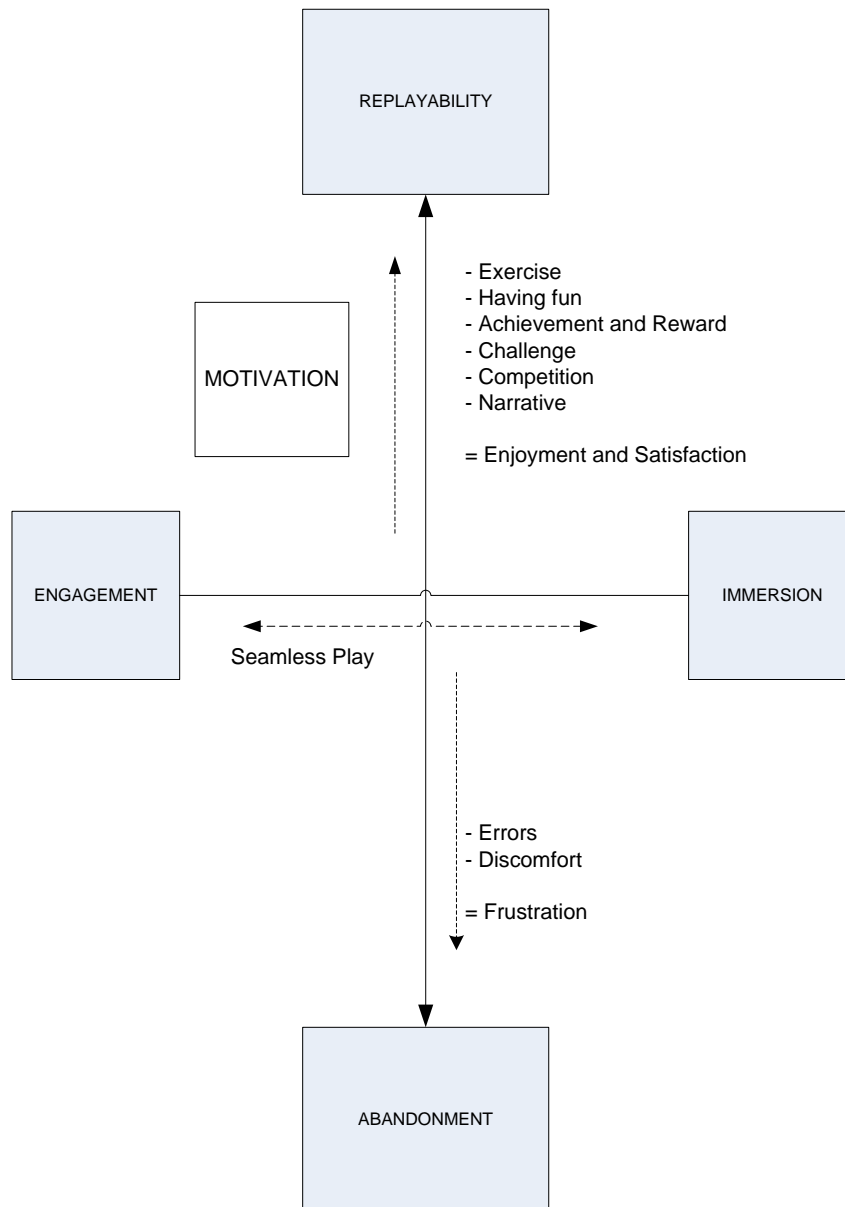 REPLAYABILITY
- Exercise
- Having fun
- Achievement and Reward
- Challenge
- Competition
- Narrative
= Enjoyment and Satisfaction
MOTIVATION
ENGAGEMENT
IMMERSION
Seamless Play
- Errors
- Discomfort
= Frustration
ABANDONMENT